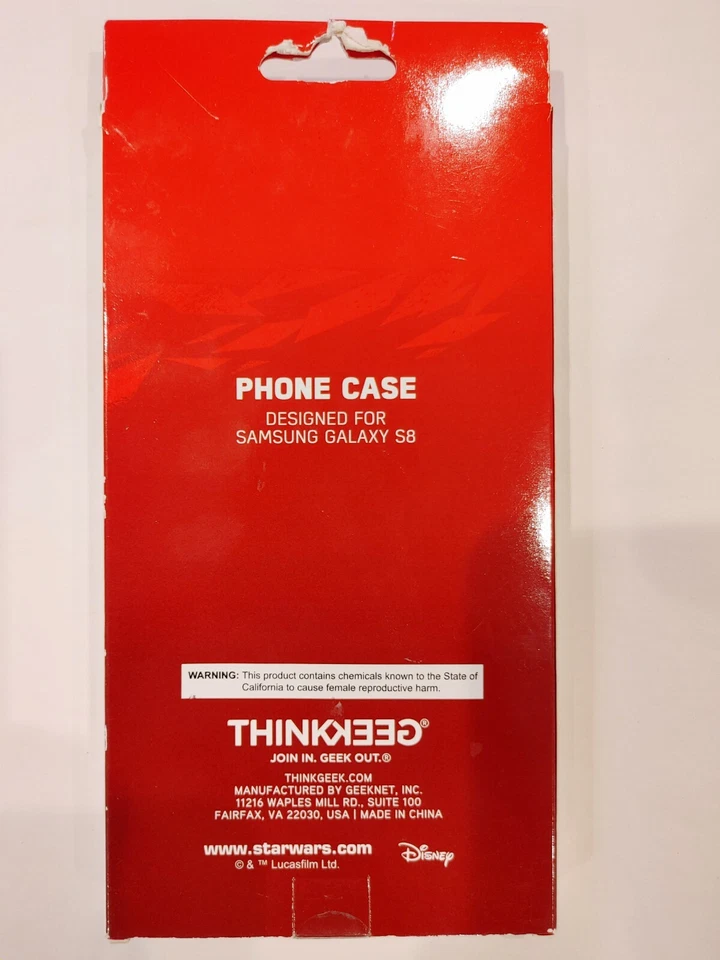 PHONE CASE
DESIGNED FOR
SAMSUNG GALAXY S8
WARNING: This product contains chemicals known to the State of
California to cause female reproductive harm.
THINKGEEK®
JOIN IN. GEEK OUT.®
THINKGEEK.COM
MANUFACTURED BY GEEKNET, INC.
11216 WAPLES MILL RD., SUITE 100
FAIRFAX, VA 22030, USA | MADE IN CHINA
www.starwars.com
© & ™ Lucasfilm Ltd.
Disney